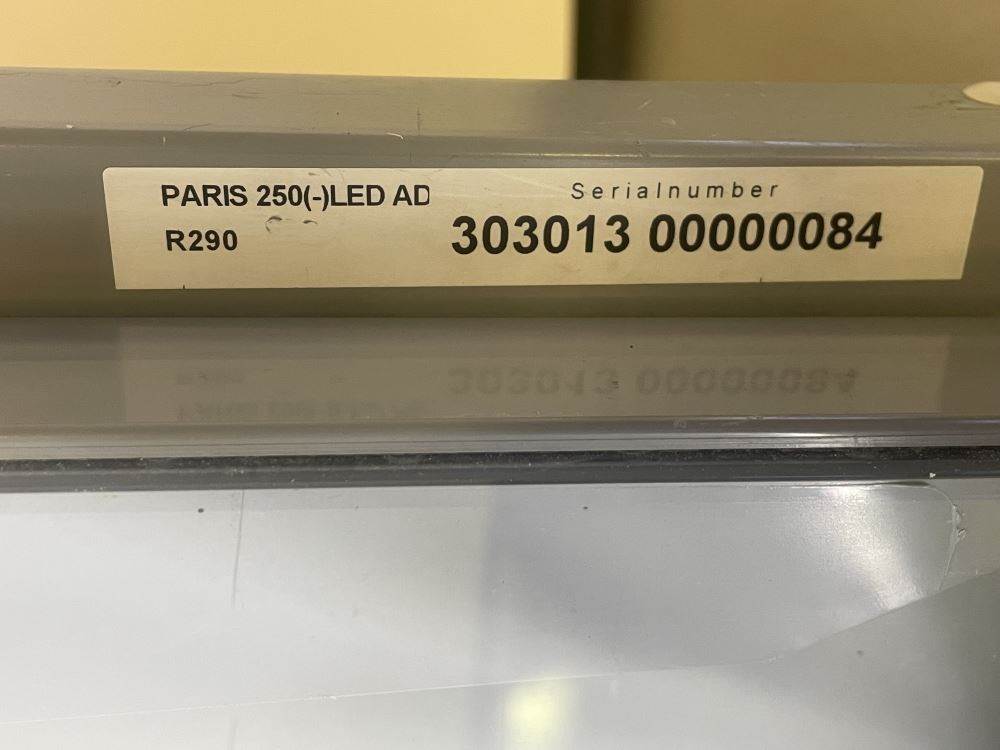 PARIS 250(-)LED AD
R290
Serialnumber
303013 00000084